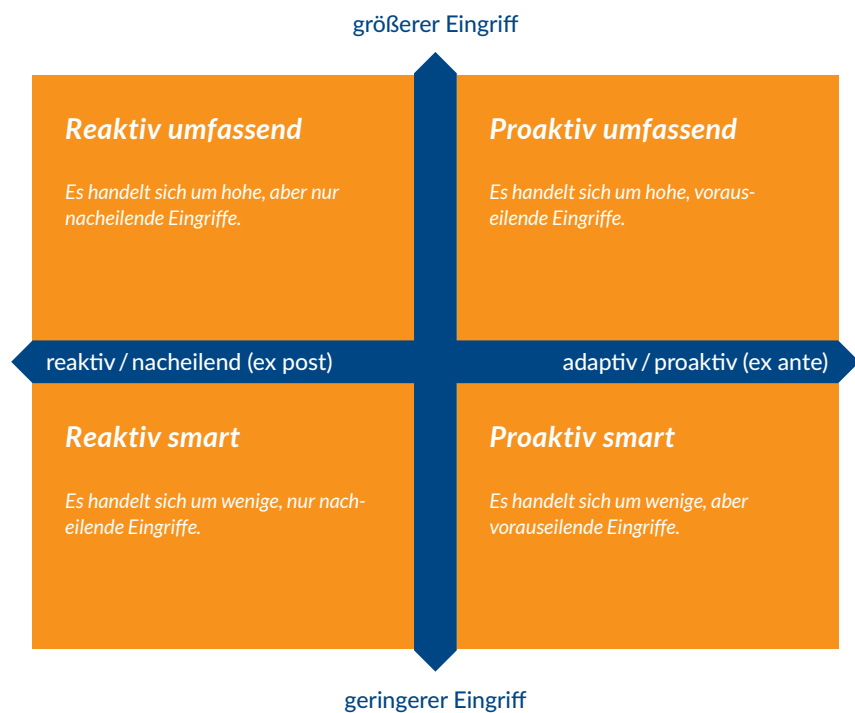 größerer Eingriff
Reaktiv umfassend
Es handelt sich um hohe, aber nur
nacheilende Eingriffe.
Proaktiv umfassend
Es handelt sich um hohe, voraus-
eilende Eingriffe.
reaktiv / nacheilend (ex post)
adaptiv / proaktiv (ex ante)
Reaktiv smart
Es handelt sich um wenige, nur nach-
eilende Eingriffe.
Proaktiv smart
Es handelt sich um wenige, aber
vorauseilende Eingriffe.
geringerer Eingriff